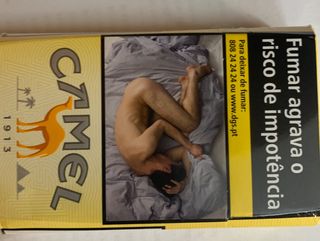 CAMEL
1913
Para deixar de fumar:
808 24 24 24 ou www.dgs.pt
Fumar agrava o
risco de impotência